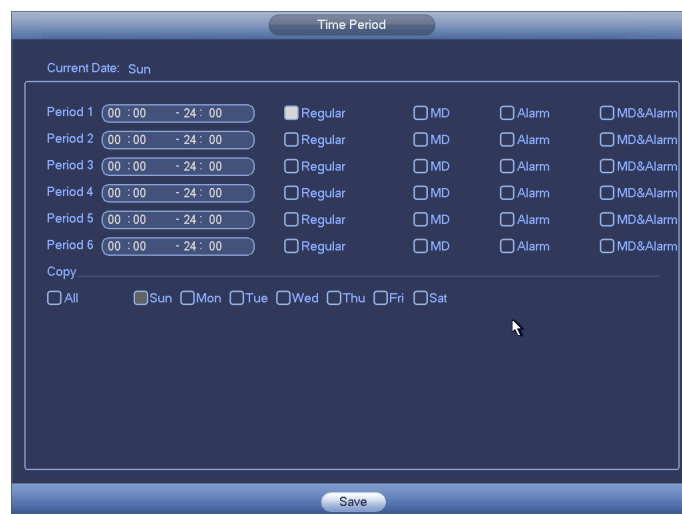 Time Period
Current Date: Sun
Period 1 00 : 00 - 24 : 00 Regular MD Alarm MD&Alarm
Period 2 00 : 00 - 24 : 00 Regular MD Alarm MD&Alarm
Period 3 00 : 00 - 24 : 00 Regular MD Alarm MD&Alarm
Period 4 00 : 00 - 24 : 00 Regular MD Alarm MD&Alarm
Period 5 00 : 00 - 24 : 00 Regular MD Alarm MD&Alarm
Period 6 00 : 00 - 24 : 00 Regular MD Alarm MD&Alarm
Copy
All Sun Mon Tue Wed Thu Fri Sat
Save